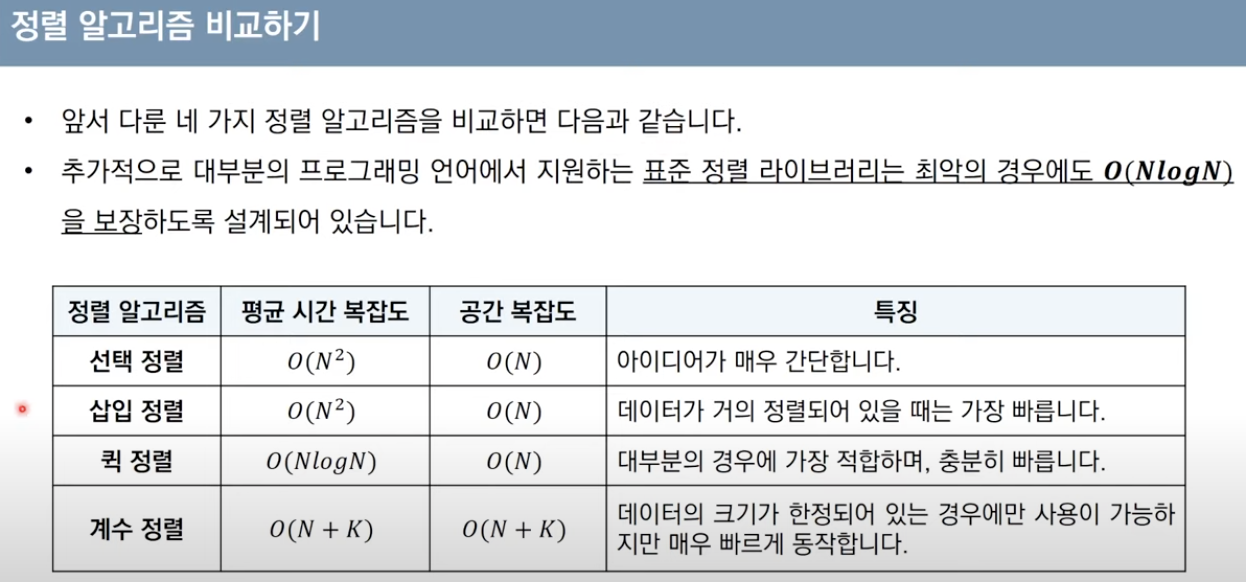 정렬 알고리즘 비교하기
• 앞서 다룬 네 가지 정렬 알고리즘을 비교하면 다음과 같습니다.
• 추가적으로 대부분의 프로그래밍 언어에서 지원하는 표준 정렬 라이브러리는 최악의 경우에도 O(NlogN)
을 보장하도록 설계되어 있습니다.
정렬 알고리즘 평균 시간 복잡도 공간 복잡도 특징
선택 정렬 O(N²) O(N) 아이디어가 매우 간단합니다.
삽입 정렬 O(N²) O(N) 데이터가 거의 정렬되어 있을 때는 가장 빠릅니다.
퀵 정렬 O(NlogN) O(N) 대부분의 경우에 가장 적합하며, 충분히 빠릅니다.
계수 정렬 O(N + K) O(N + K) 데이터의 크기가 한정되어 있는 경우에만 사용이 가능하
지만 매우 빠르게 동작합니다.